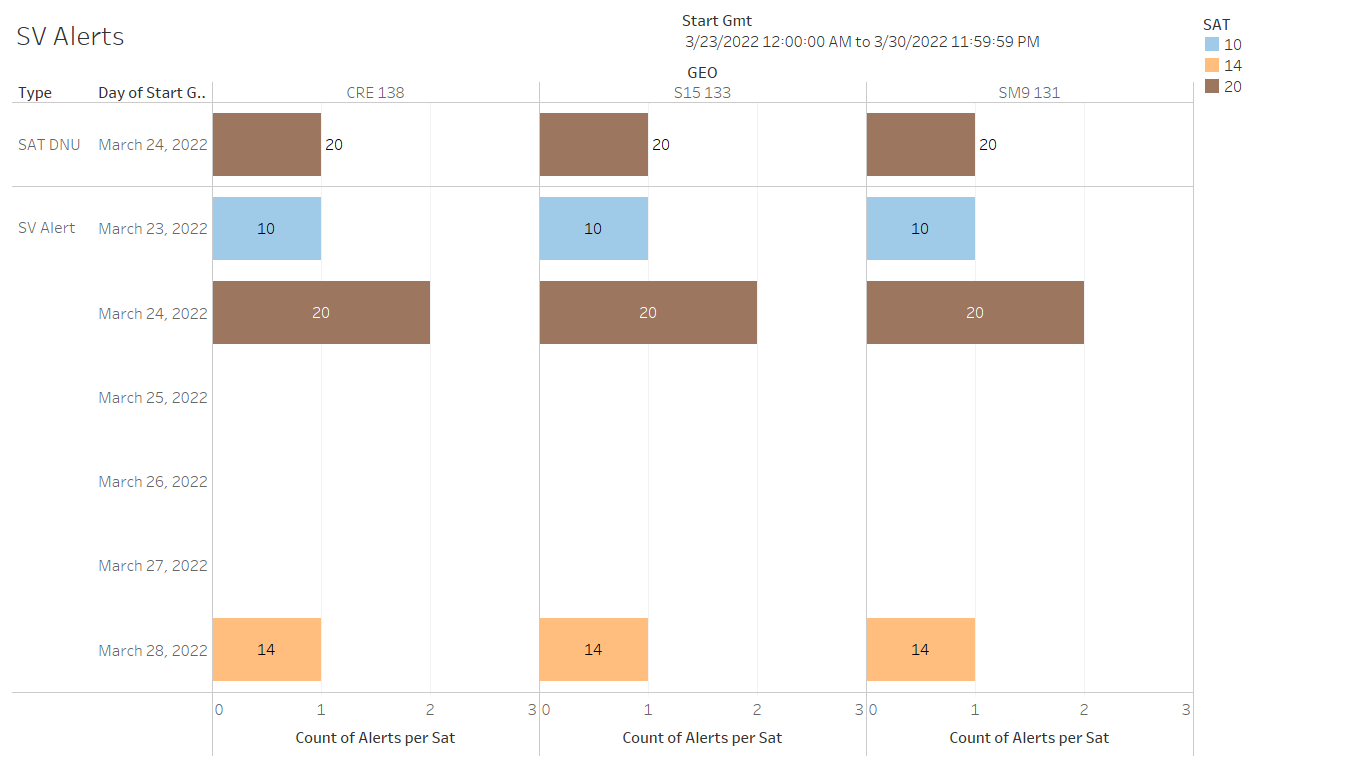 SV Alerts
Start Gmt
3/23/2022 12:00:00 AM to 3/30/2022 11:59:59 PM
SAT
10
14
20
GEO
Type Day of Start G.. CRE 138 S15 133 SM9 131
SAT DNU March 24, 2022 20 20 20
SV Alert March 23, 2022 10 10 10
March 24, 2022 20 20 20
March 25, 2022
March 26, 2022
March 27, 2022
March 28, 2022 14 14 14
0 1 2 3 0 1 2 3 0 1 2 3
Count of Alerts per Sat Count of Alerts per Sat Count of Alerts per Sat